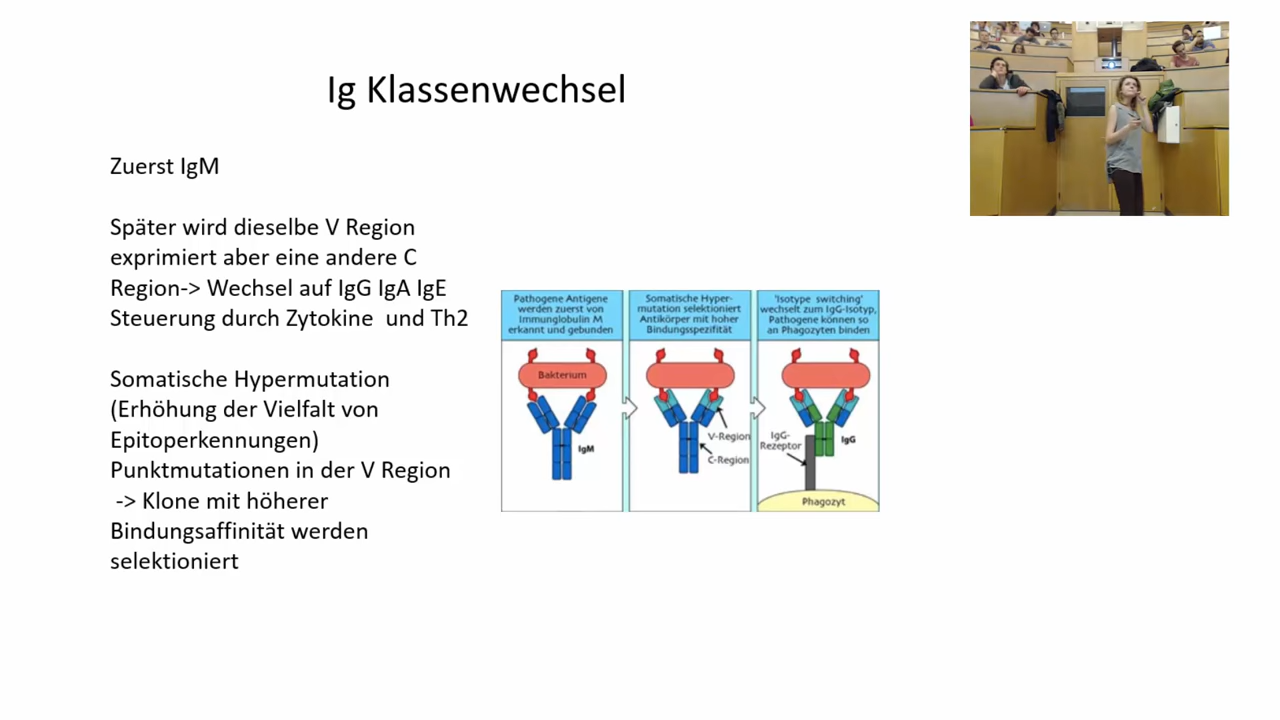 Ig Klassenwechsel
Zuerst IgM
Später wird dieselbe V Region
exprimiert aber eine andere C
Region-> Wechsel auf IgG IgA IgE
Steuerung durch Zytokine  und Th2
Somatische Hypermutation
(Erhöhung der Vielfalt von
Epitoperkennungen)
Punktmutationen in der V Region
-> Klone mit höherer
Bindungsaffinität werden
selektioniert
Pathogene Antigene
werden zuerst von
Immunglobulin M
erkannt und gebunden
Bakterium
IgM
Somatische Hyper-
mutation selektioniert
Antikörper mit hoher
Bindungsspezifität
V-Region
C-Region
'Isotype switching'
wechselt zum IgG-Isotyp,
Pathogene können so
an Phagozyten binden
IgG-
Rezeptor
IgG
Phagozyt